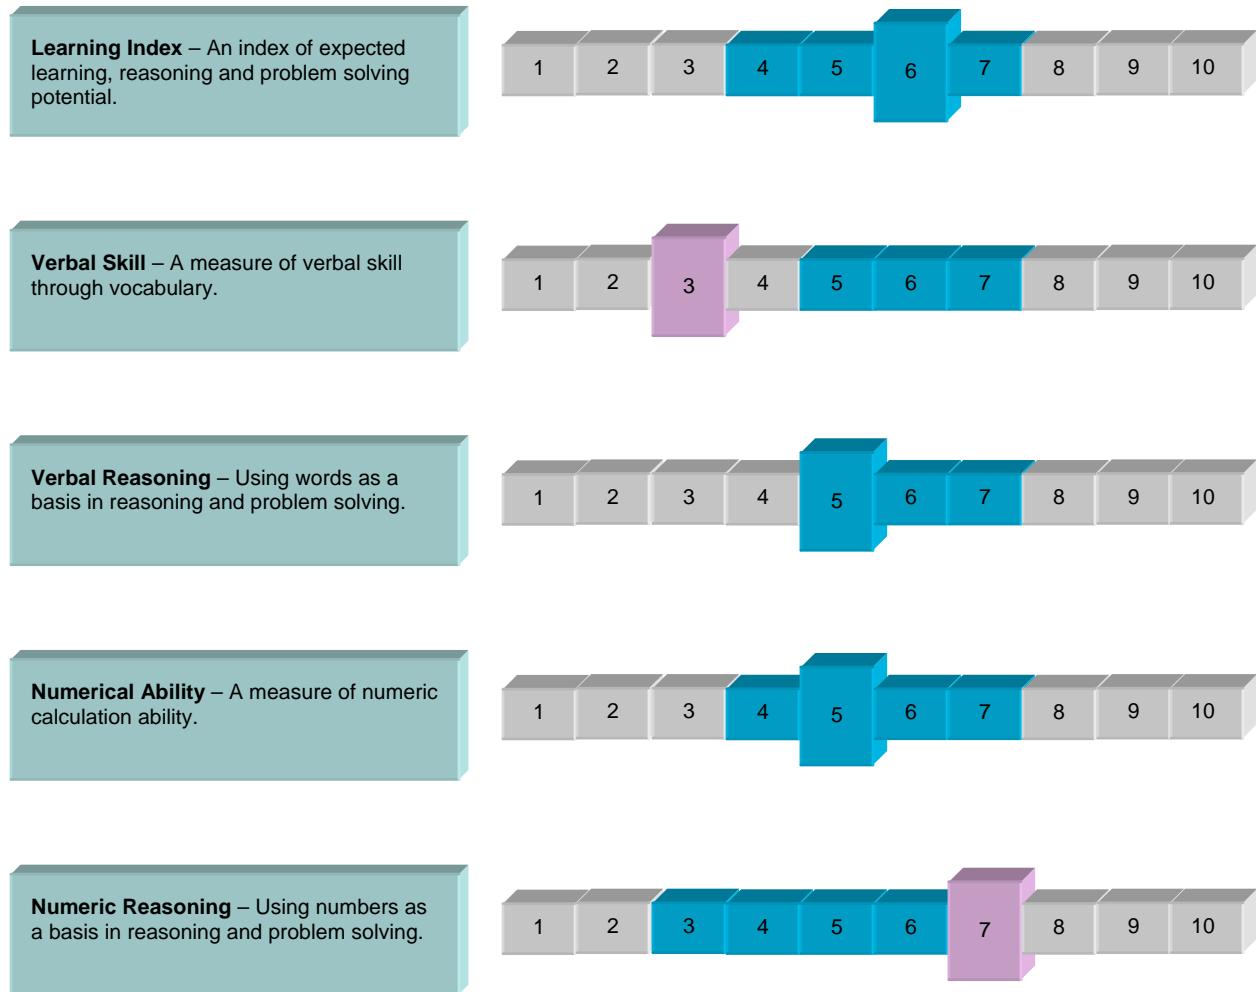 Learning Index – An index of expected
learning, reasoning and problem solving
potential.
1 2 3 4 5 6 7 8 9 10
Verbal Skill – A measure of verbal skill
through vocabulary.
1 2 3 4 5 6 7 8 9 10
Verbal Reasoning – Using words as a
basis in reasoning and problem solving.
1 2 3 4 5 6 7 8 9 10
Numerical Ability – A measure of numeric
calculation ability.
1 2 3 4 5 6 7 8 9 10
Numeric Reasoning – Using numbers as
a basis in reasoning and problem solving.
1 2 3 4 5 6 7 8 9 10